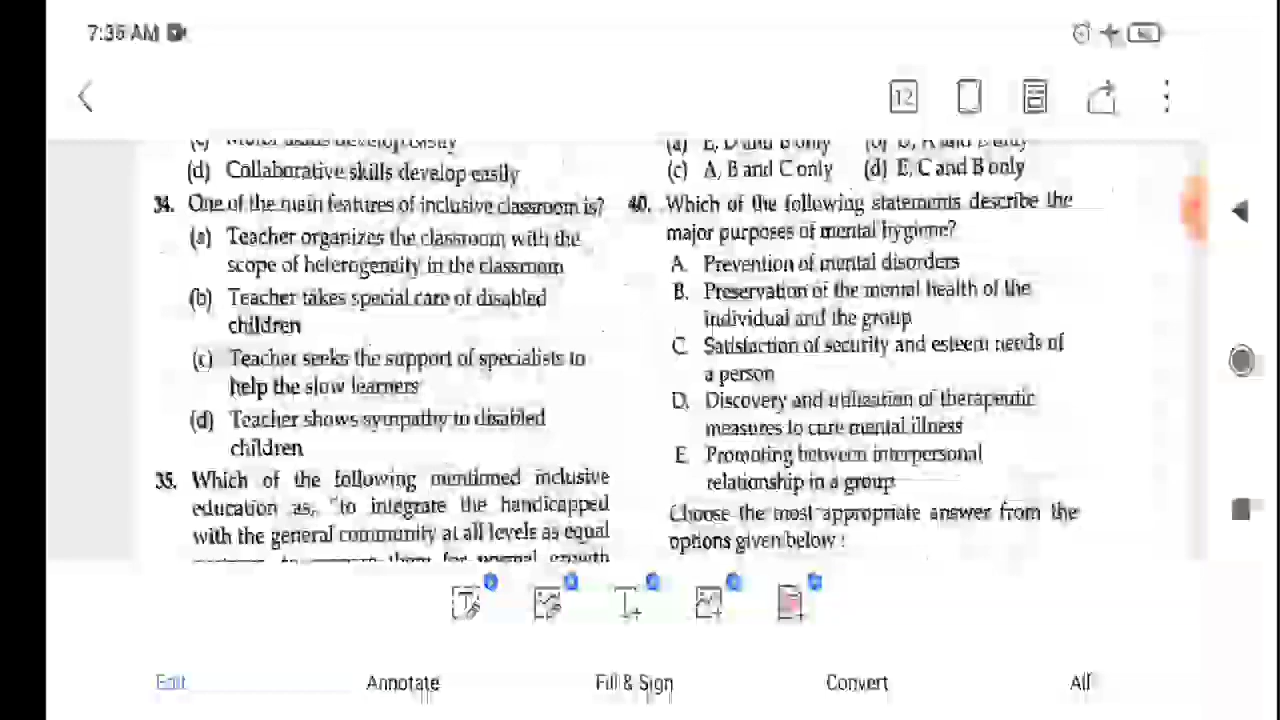 7:36 AM
12
(d) Collaborative skills develop easily
34. One of the main features of inclusive classroom is?
(a) Teacher organizes the classroom with the
scope of heterogeneity in the classroom
(b) Teacher takes special care of disabled
children
(c) Teacher seeks the support of specialists to
help the slow learners
(d) Teacher shows sympathy to disabled
children
35. Which of the following mentioned inclusive
education as, "to integrate the handicapped
with the general community at all levels as equal
(c) A, B and C only (d) E, C and B only
40. Which of the following statements describe the
major purposes of mental hygiene?
A. Prevention of mental disorders
B. Preservation of the mental health of the
individual and the group
C. Satisfaction of security and esteem needs of
a person
D. Discovery and utilization of therapeutic
measures to cure mental illness
E. Promoting between interpersonal
relationship in a group
Choose the most appropriate answer from the
options given below :
Edit
Annotate
Fill & Sign
Convert
All